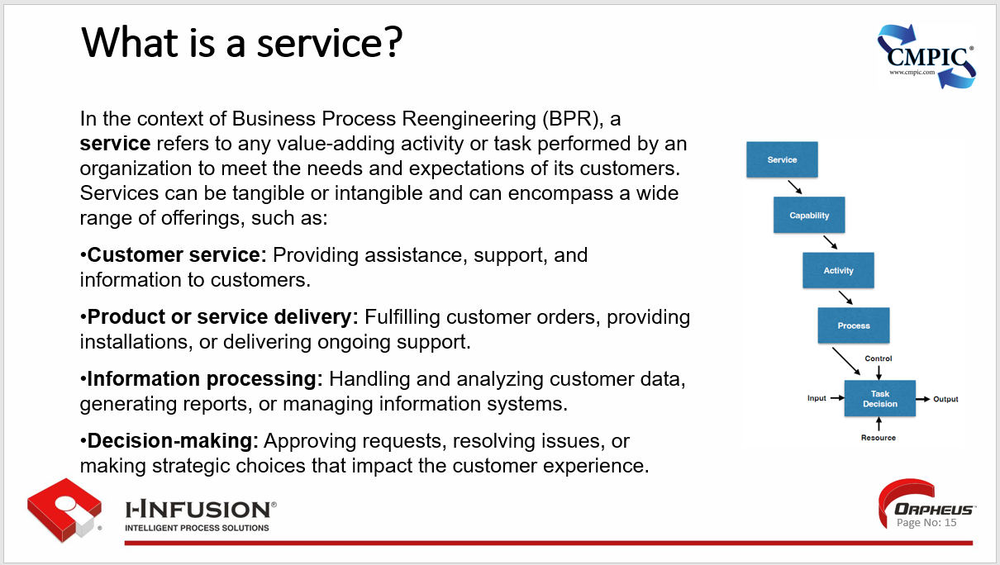 What is a service?
CMPIC®
www.cmpic.com
In the context of Business Process Reengineering (BPR), a
service refers to any value-adding activity or task performed by an
organization to meet the needs and expectations of its customers.
Services can be tangible or intangible and can encompass a wide
range of offerings, such as:
•Customer service: Providing assistance, support, and
information to customers.
•Product or service delivery: Fulfilling customer orders, providing
installations, or delivering ongoing support.
•Information processing: Handling and analyzing customer data,
generating reports, or managing information systems.
•Decision-making: Approving requests, resolving issues, or
making strategic choices that impact the customer experience.
Service
Capability
Activity
Process
Control
Input
Task
Decision
Output
Resource
®
I-INFUSION®
INTELLIGENT PROCESS SOLUTIONS
ORPHEUS™
Page No: 15